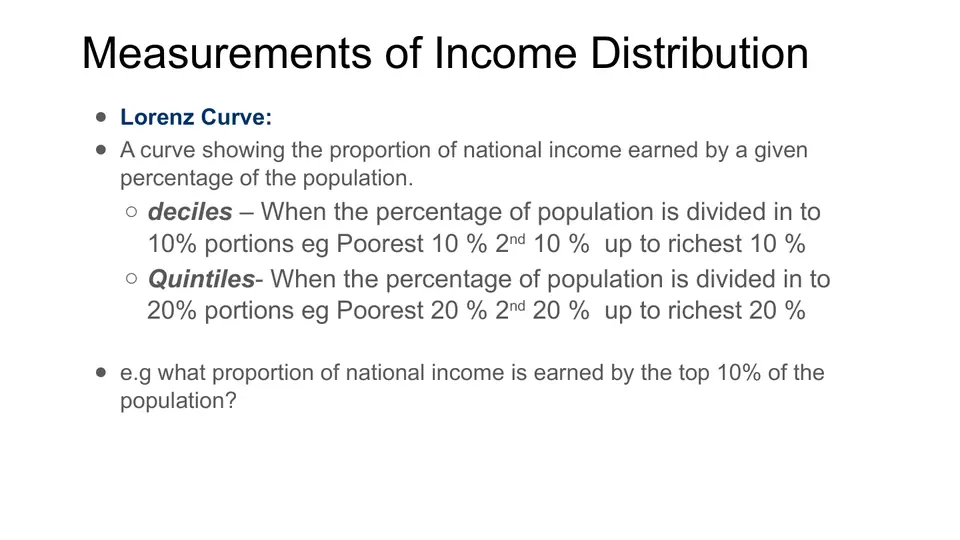 Measurements of Income Distribution
● Lorenz Curve:
● A curve showing the proportion of national income earned by a given
percentage of the population.
○ deciles – When the percentage of population is divided in to
10% portions eg Poorest 10 % 2nd 10 %  up to richest 10 %
○ Quintiles- When the percentage of population is divided in to
20% portions eg Poorest 20 % 2nd 20 %  up to richest 20 %
● e.g what proportion of national income is earned by the top 10% of the
population?